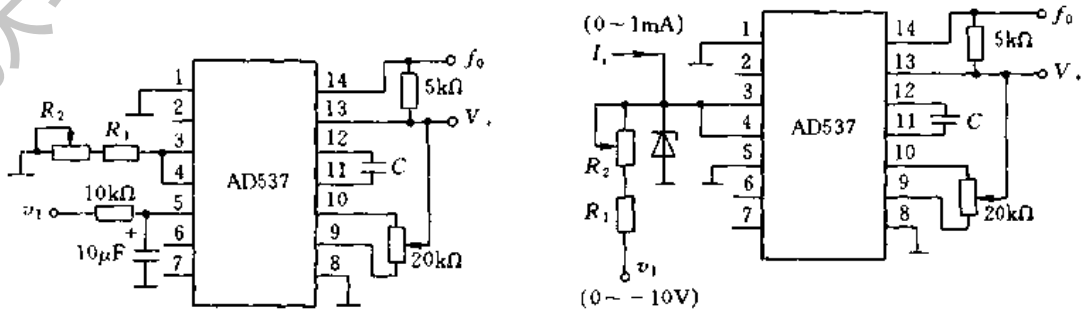 1
2
3
4
5
6
7
14
13
12
11
10
9
8
AD537
R₂
R₁
10kΩ
v₁
+
10μF
f₀
5kΩ
V₊
C
20kΩ
(0～1mA)
1
2
3
4
5
6
7
14
13
12
11
10
9
8
AD537
R₂
R₁
v₁
(0～－10V)
f₀
5kΩ
V₊
C
20kΩ